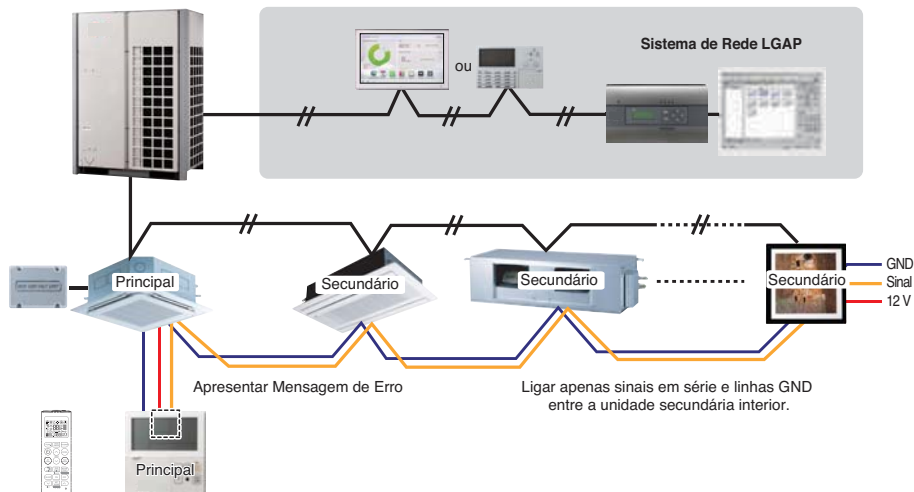 Sistema de Rede LGAP
ou
Principal
Secundário
Secundário
Secundário
GND
Sinal
12 V
Apresentar Mensagem de Erro
Ligar apenas sinais em série e linhas GND
entre a unidade secundária interior.
Principal